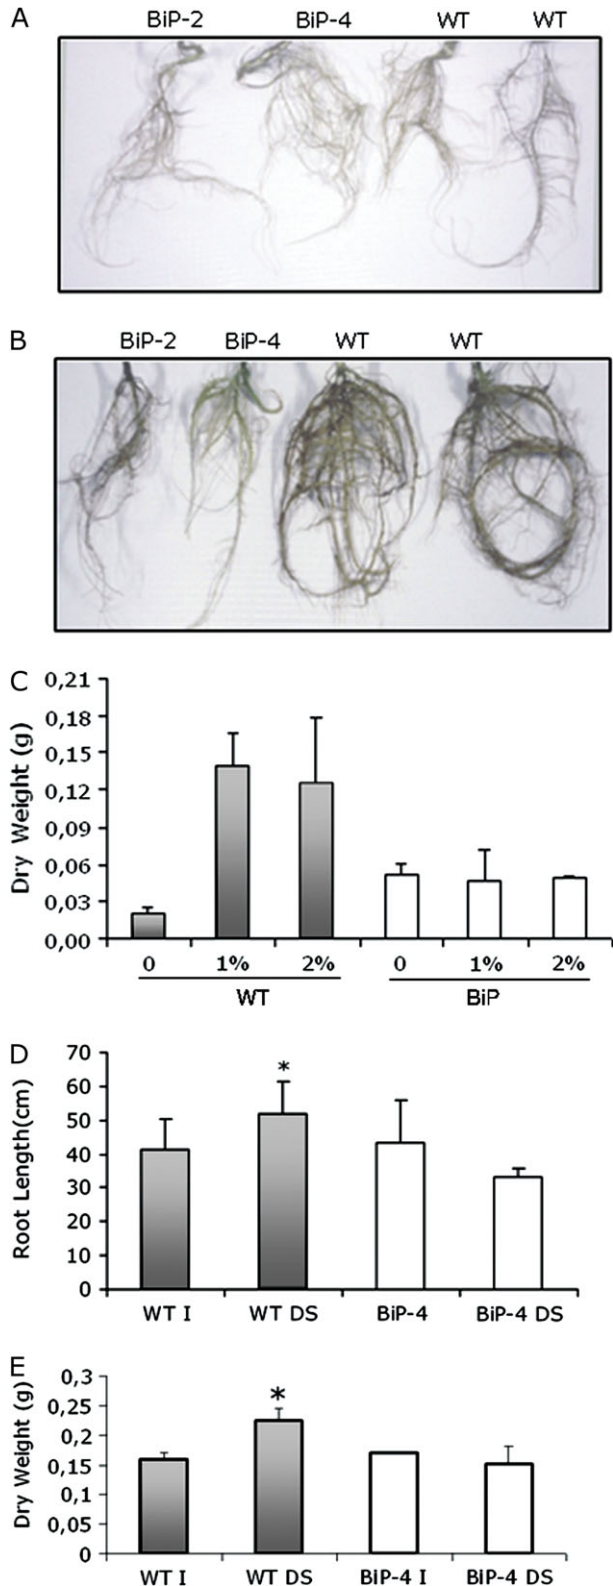 A BiP-2 BiP-4 WT WT
B BiP-2 BiP-4 WT WT
C
Dry Weight (g)
0,21
0,18
0,15
0,12
0,09
0,06
0,03
0,00
0 1% 2% 0 1% 2%
WT BiP
D
Root Length(cm)
70
60
50
40
30
20
10
0
*
WT I WT DS BiP-4 BiP-4 DS
E
Dry Weight (g)
0,3
0,25
0,2
0,15
0,1
0,05
0
*
WT I WT DS BiP-4 I BiP-4 DS